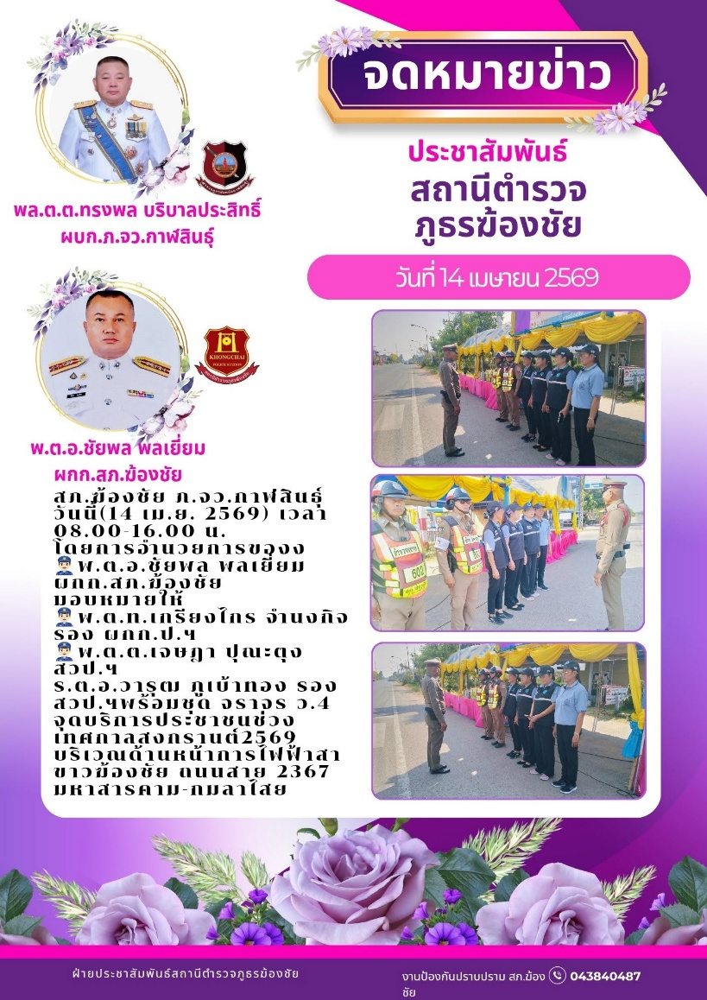 จดหมายข่าว
ประชาสัมพันธ์
สถานีตำรวจ
ภูธรฆ้องชัย
วันที่ 14 เมษายน 2569
พล.ต.ต.ทรงพล บริบาลประสิทธิ์
ผบก.ภ.จว.กาฬสินธุ์
KHONGCHAI
POLICE STATION
พ.ต.อ.ชัยพล พลเยี่ยม
ผกก.สภ.ฆ้องชัย
สภ.ฆ้องชัย ภ.จว.กาฬสินธุ์
วันนี้(14 เม.ย. 2569) เวลา
08.00-16.00 น.
โดยการอำนวยการของง
พ.ต.อ.ชัยพล พลเยี่ยม
ผกก.สภ.ฆ้องชัย
มอบหมายให้
พ.ต.ท.เกรียงไกร จำนงกิจ
รอง ผกก.ป.ฯ
พ.ต.ต.เจษฎา ปุณะตุง
สวป.ฯ
ร.ต.อ.วารุฒ ภูเบ้าทอง รอง
สวป.ฯพร้อมชุด จราจร ว.4
จุดบริการประชาชนช่วง
เทศกาลสงกรานต์2569
บริเวณด้านหน้าการไฟฟ้าสา
ขาวฆ้องชัย ถนนสาย 2367
มหาสารคาม-กมลาไสย
602
ฝ่ายประชาสัมพันธ์สถานีตำรวจภูธรฆ้องชัย
งานป้องกันปราบปราม สภ.ฆ้อง 043840487
ชัย